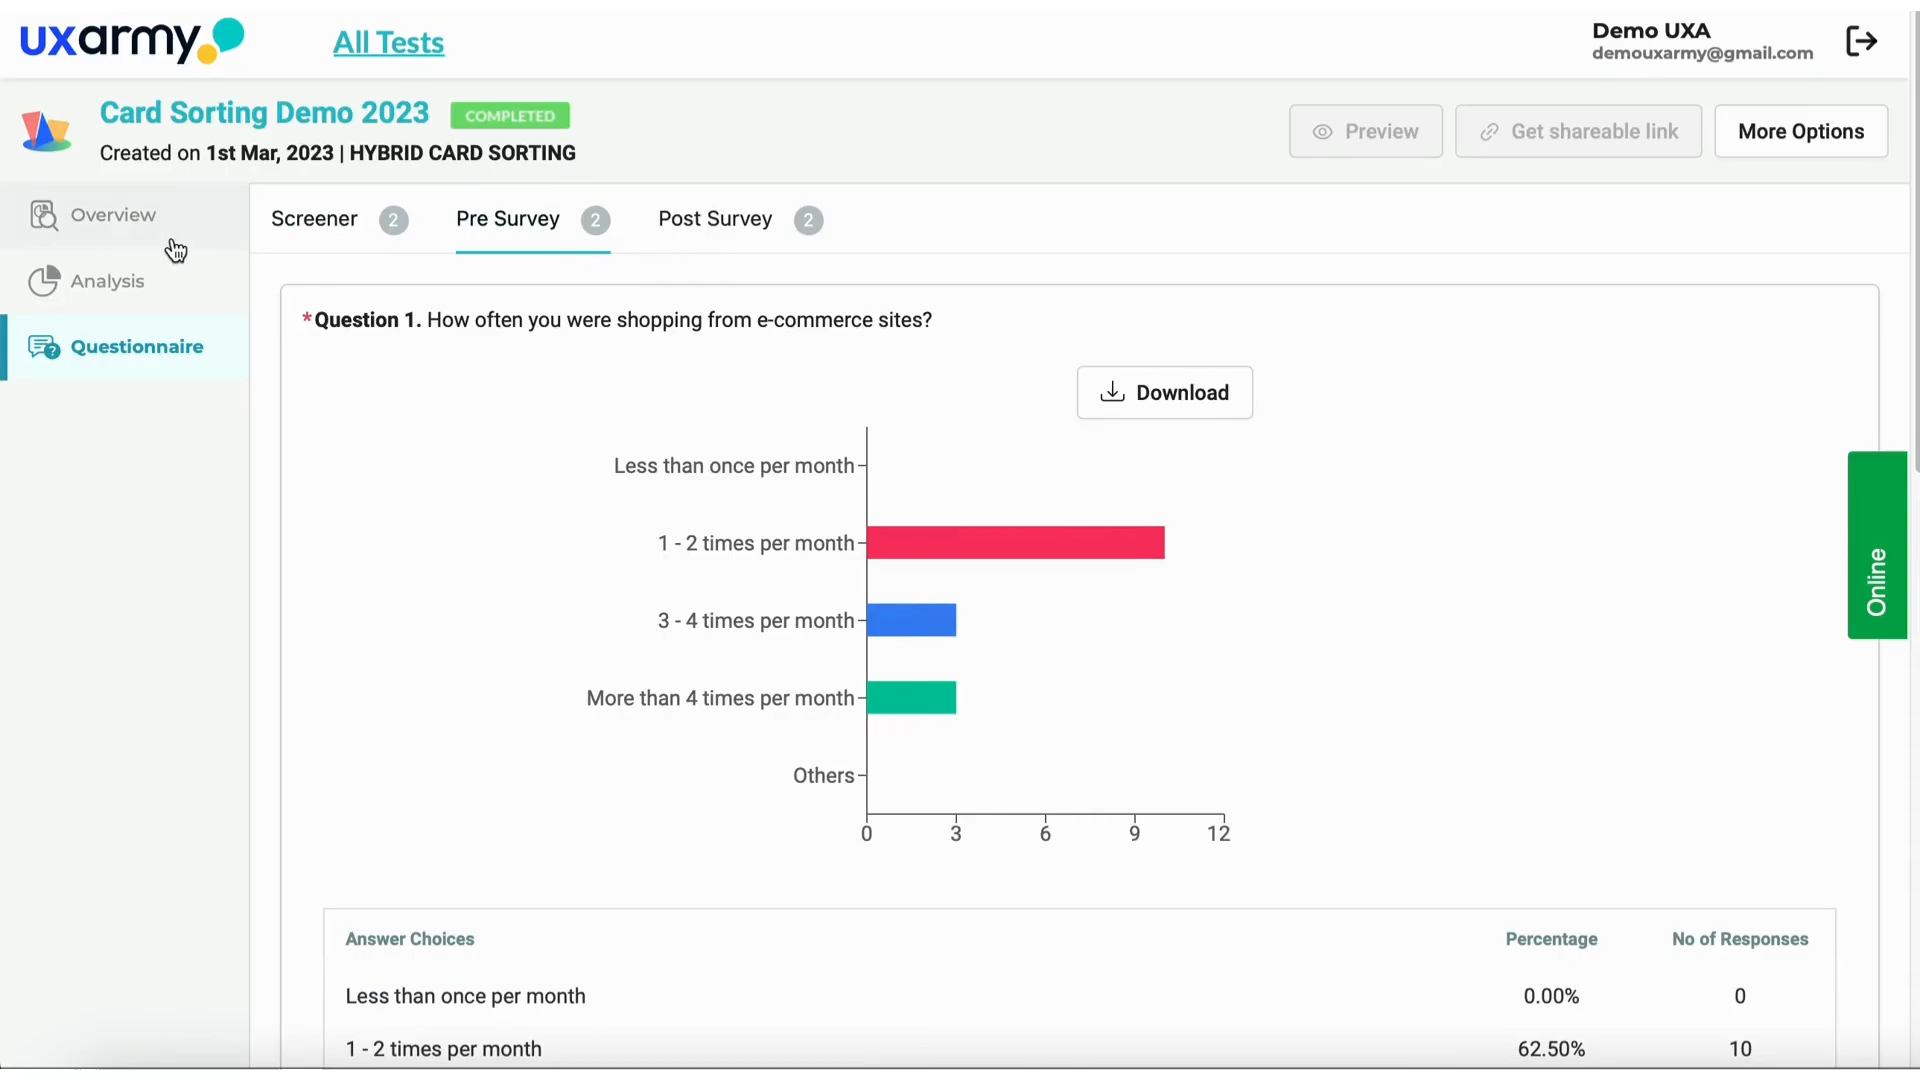 uxarmy
All Tests
Demo UXA
demouxarmy@gmail.com
Card Sorting Demo 2023 COMPLETED
Created on 1st Mar, 2023 | HYBRID CARD SORTING
Preview
Get shareable link
More Options
Overview
Analysis
Questionnaire
Screener 2
Pre Survey 2
Post Survey 2
*Question 1. How often you were shopping from e-commerce sites?
Download
Less than once per month
1 - 2 times per month
3 - 4 times per month
More than 4 times per month
Others
0 3 6 9 12
Online
Answer Choices Percentage No of Responses
Less than once per month 0.00% 0
1 - 2 times per month 62.50% 10